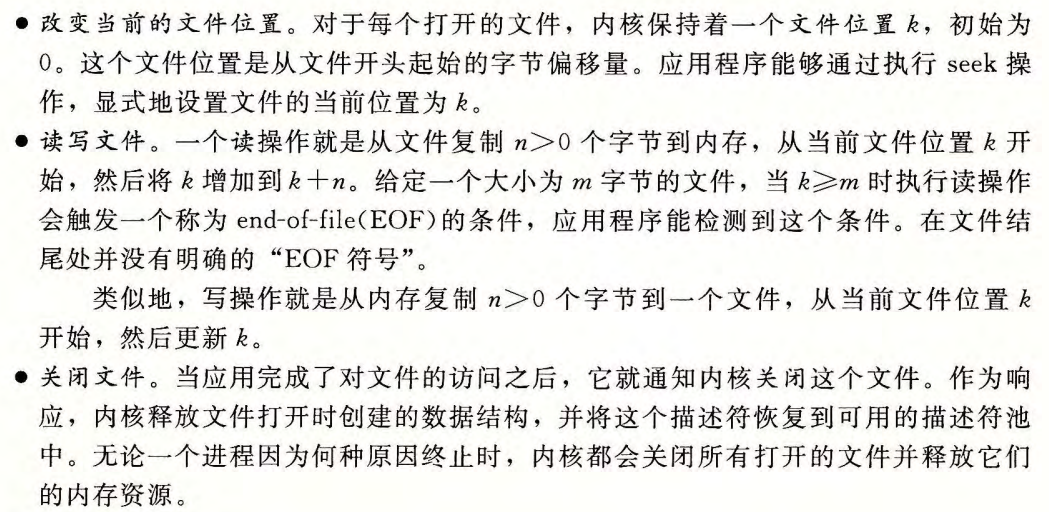 ● 改变当前的文件位置。对于每个打开的文件，内核保持着一个文件位置 k，初始为
0。这个文件位置是从文件开头起始的字节偏移量。应用程序能够通过执行 seek 操
作，显式地设置文件的当前位置为 k。
● 读写文件。一个读操作就是从文件复制 n＞0 个字节到内存，从当前文件位置 k 开
始，然后将 k 增加到 k＋n。给定一个大小为 m 字节的文件，当 k≥m 时执行读操作
会触发一个称为 end-of-file(EOF)的条件，应用程序能检测到这个条件。在文件结
尾处并没有明确的“EOF 符号”。
类似地，写操作就是从内存复制 n＞0 个字节到一个文件，从当前文件位置 k
开始，然后更新 k。
● 关闭文件。当应用完成了对文件的访问之后，它就通知内核关闭这个文件。作为响
应，内核释放文件打开时创建的数据结构，并将这个描述符恢复到可用的描述符池
中。无论一个进程因为何种原因终止时，内核都会关闭所有打开的文件并释放它们
的内存资源。